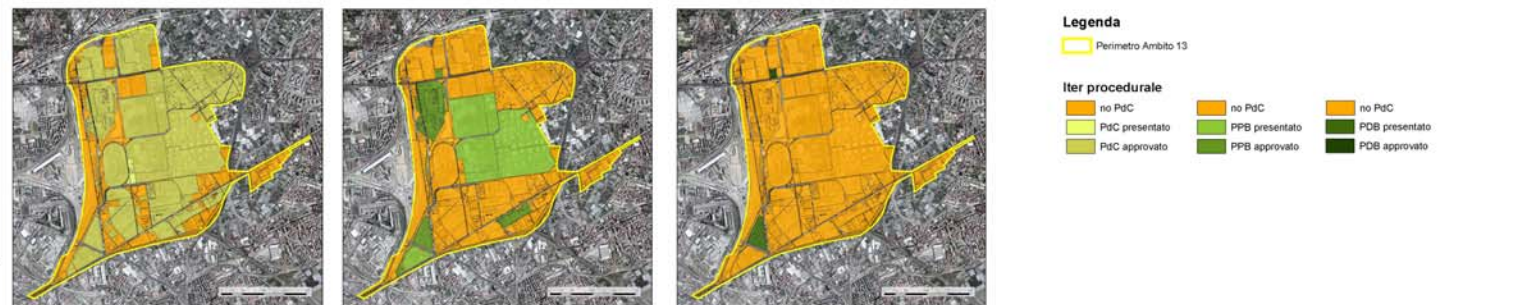 Legenda
Perimetro Ambito 13
Iter procedurale
no PdC no PdC no PdC
PdC presentato PPB presentato PDB presentato
PdC approvato PPB approvato PDB approvato